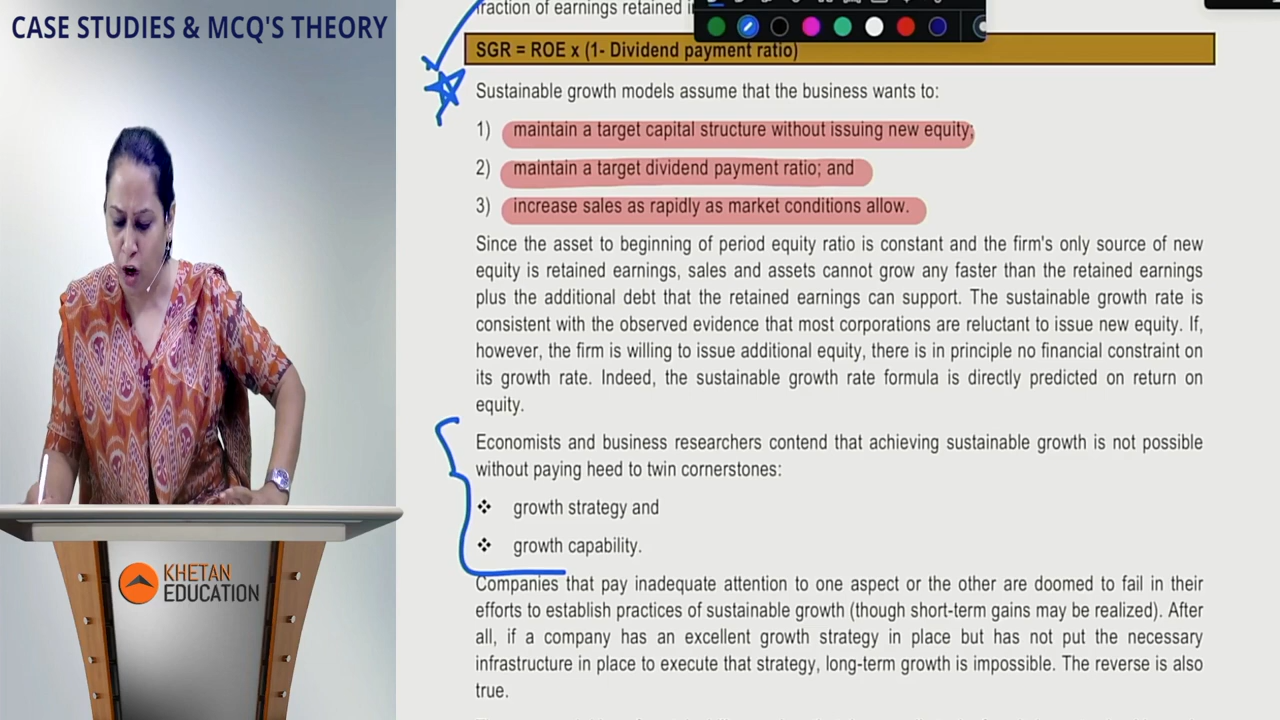 CASE STUDIES & MCQ'S THEORY
fraction of earnings retained
SGR = ROE x (1- Dividend payment ratio)
Sustainable growth models assume that the business wants to:
1) maintain a target capital structure without issuing new equity;
2) maintain a target dividend payment ratio; and
3) increase sales as rapidly as market conditions allow.
Since the asset to beginning of period equity ratio is constant and the firm's only source of new
equity is retained earnings, sales and assets cannot grow any faster than the retained earnings
plus the additional debt that the retained earnings can support. The sustainable growth rate is
consistent with the observed evidence that most corporations are reluctant to issue new equity. If,
however, the firm is willing to issue additional equity, there is in principle no financial constraint on
its growth rate. Indeed, the sustainable growth rate formula is directly predicted on return on
equity.
Economists and business researchers contend that achieving sustainable growth is not possible
without paying heed to twin cornerstones:
❖ growth strategy and
❖ growth capability.
Companies that pay inadequate attention to one aspect or the other are doomed to fail in their
efforts to establish practices of sustainable growth (though short-term gains may be realized). After
all, if a company has an excellent growth strategy in place but has not put the necessary
infrastructure in place to execute that strategy, long-term growth is impossible. The reverse is also
true.
KHETAN
EDUCATION